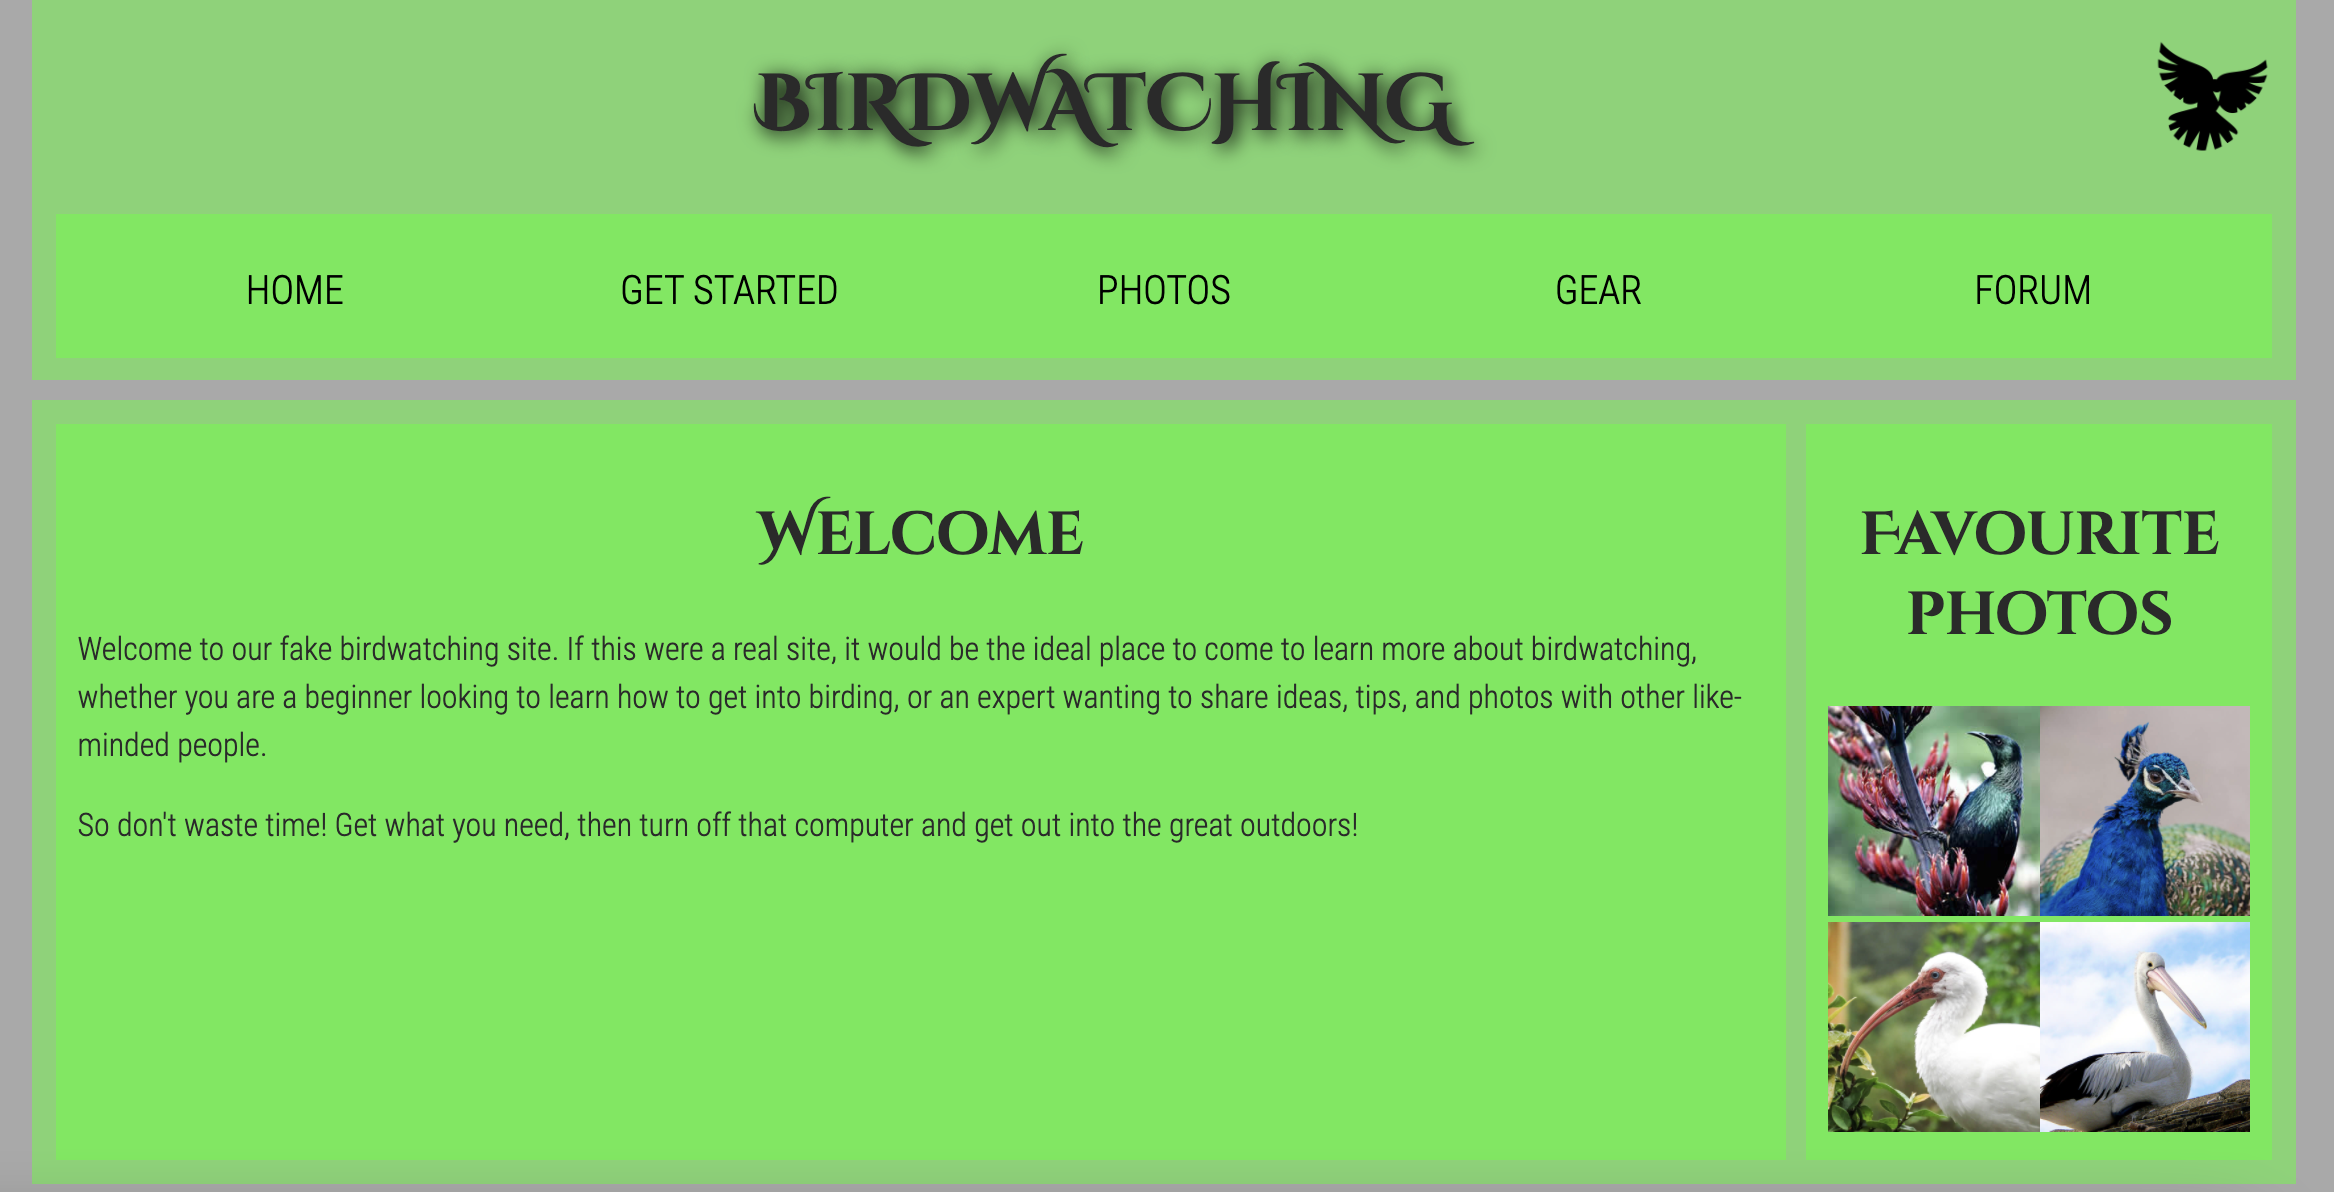 BIRDWATCHING
HOME
GET STARTED
PHOTOS
GEAR
FORUM
WELCOME
Welcome to our fake birdwatching site. If this were a real site, it would be the ideal place to come to learn more about birdwatching,
whether you are a beginner looking to learn how to get into birding, or an expert wanting to share ideas, tips, and photos with other like-
minded people.
So don't waste time! Get what you need, then turn off that computer and get out into the great outdoors!
FAVOURITE
PHOTOS